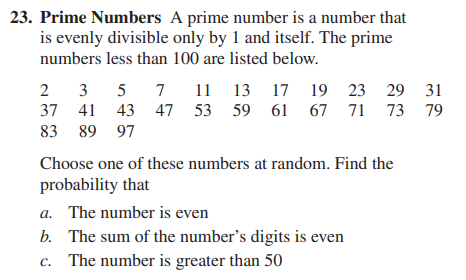 23. Prime Numbers A prime number is a number that
is evenly divisible only by 1 and itself. The prime
numbers less than 100 are listed below.
2 3 5 7 11 13 17 19 23 29 31
37 41 43 47 53 59 61 67 71 73 79
83 89 97
Choose one of these numbers at random. Find the
probability that
a. The number is even
b. The sum of the number's digits is even
c. The number is greater than 50